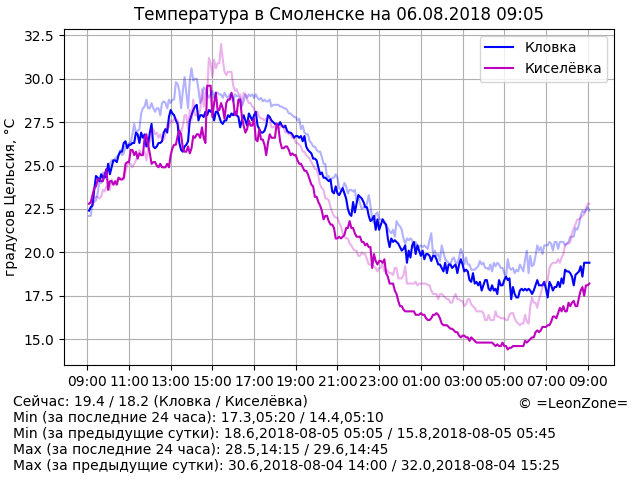 Температура в Смоленске на 06.08.2018 09:05
Кловка
Киселёвка
градусов Цельсия, °C
32.5
30.0
27.5
25.0
22.5
20.0
17.5
15.0
09:00 11:00 13:00 15:00 17:00 19:00 21:00 23:00 01:00 03:00 05:00 07:00 09:00
Сейчас: 19.4 / 18.2 (Кловка / Киселёвка)
© =LeonZone=
Min (за последние 24 часа): 17.3,05:20 / 14.4,05:10
Min (за предыдущие сутки): 18.6,2018-08-05 05:05 / 15.8,2018-08-05 05:45
Max (за последние 24 часа): 28.5,14:15 / 29.6,14:45
Max (за предыдущие сутки): 30.6,2018-08-04 14:00 / 32.0,2018-08-04 15:25